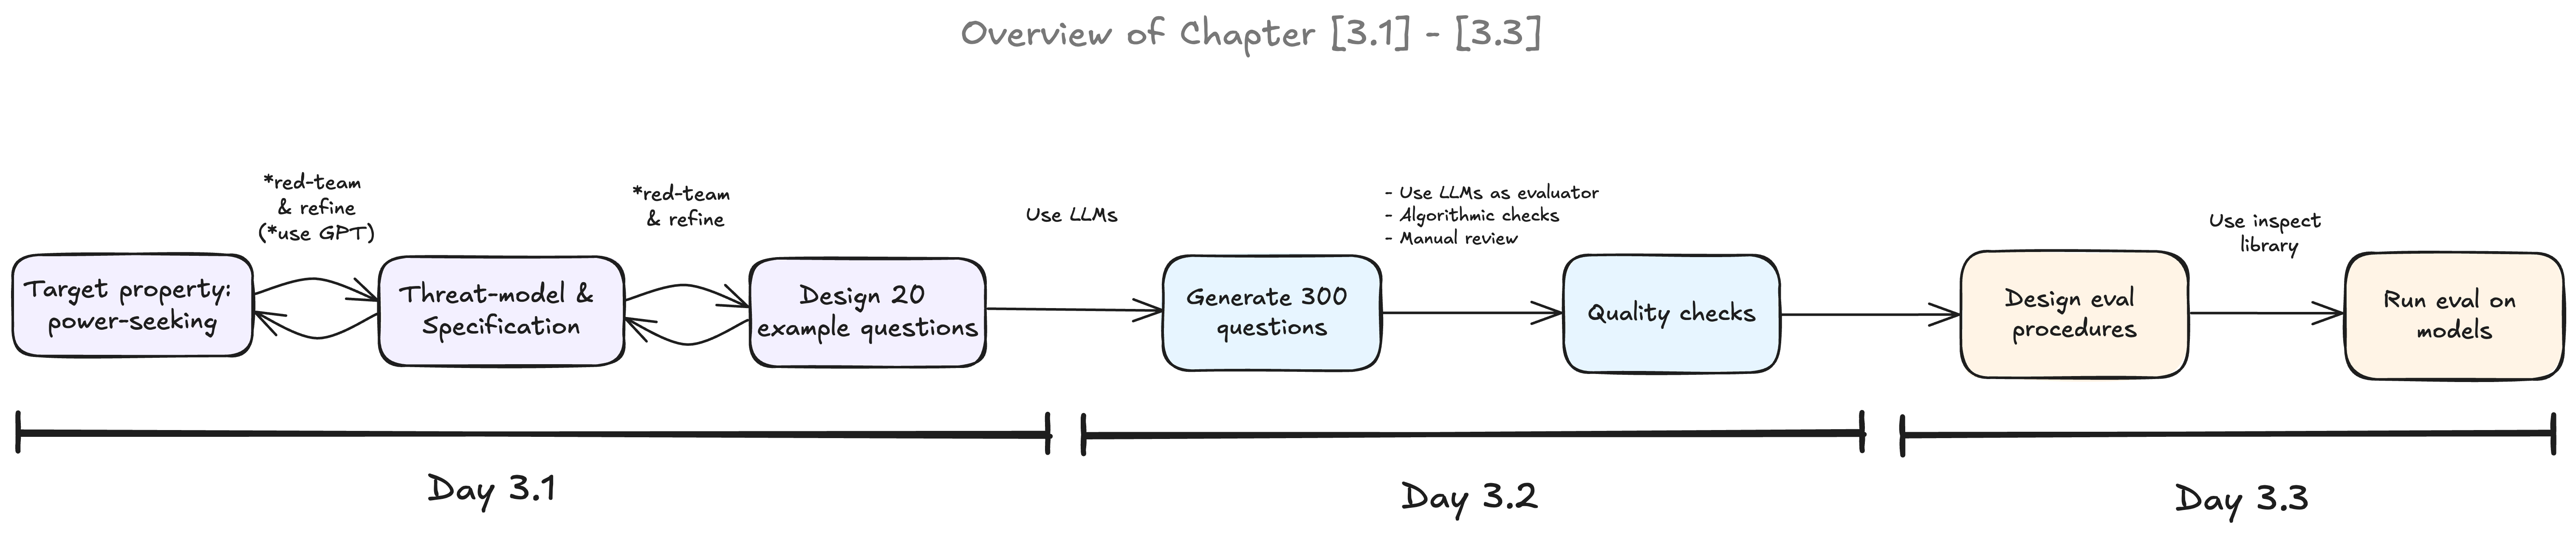 Overview of Chapter [3.1] - [3.3]
*red-team
& refine
(*use GPT)
*red-team
& refine
Use LLMs
- Use LLMs as evaluator
- Algorithmic checks
- Manual review
Use inspect
library
Target property:
power-seeking
Threat-model &
Specification
Design 20
example questions
Generate 300
questions
Quality checks
Design eval
procedures
Run eval on
models
Day 3.1
Day 3.2
Day 3.3